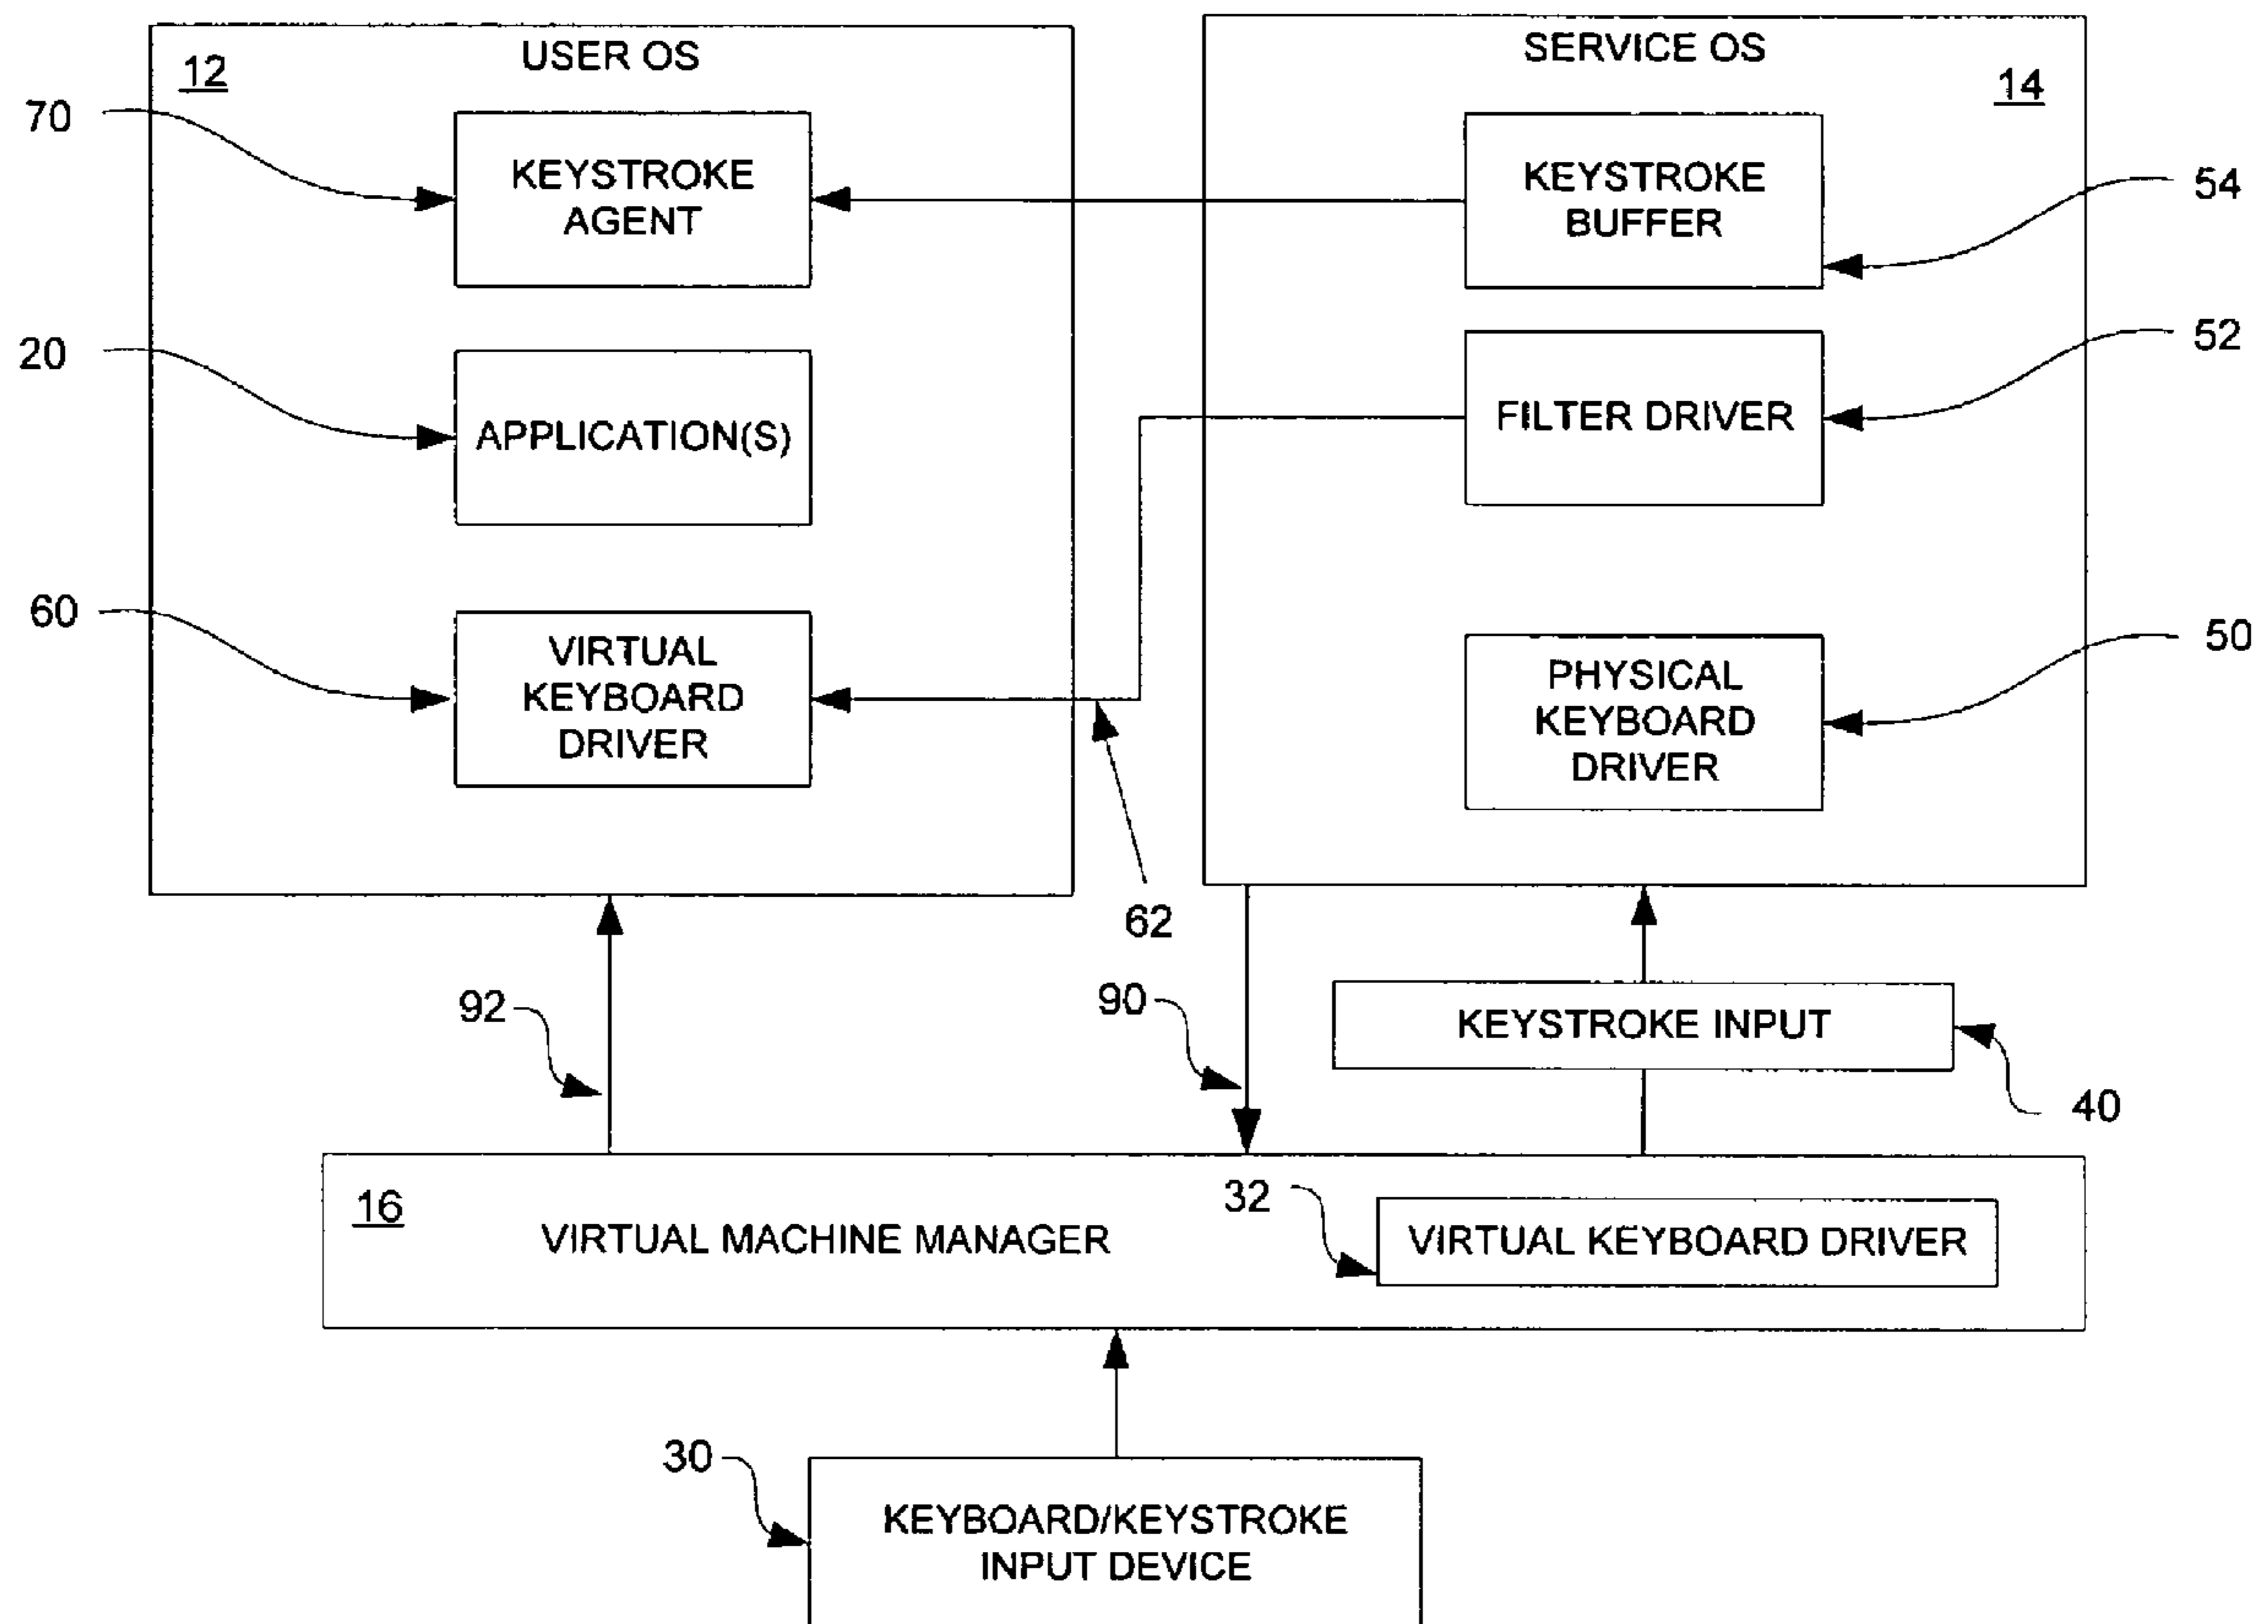 USER OS
12
70
KEYSTROKE
AGENT
20
APPLICATION(S)
60
VIRTUAL
KEYBOARD
DRIVER
SERVICE OS
14
KEYSTROKE
BUFFER
54
FILTER DRIVER
52
PHYSICAL
KEYBOARD
DRIVER
50
62
92
90
KEYSTROKE INPUT
40
16
VIRTUAL MACHINE MANAGER
32
VIRTUAL KEYBOARD DRIVER
30
KEYBOARD/KEYSTROKE
INPUT DEVICE